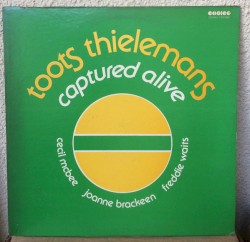 toots thielemans
captured alive
cecil mcbee
joanne brackeen
freddie waits